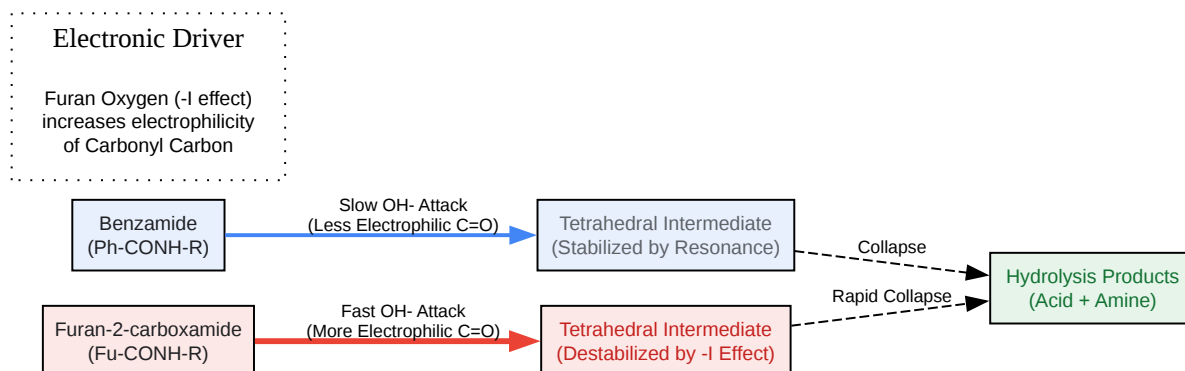 Electronic Driver
Furan Oxygen (-I effect)
increases electrophilicity
of Carbonyl Carbon
Benzamide
(Ph-CONH-R)
Slow OH- Attack
(Less Electrophilic C=O)
Tetrahedral Intermediate
(Stabilized by Resonance)
Collapse
Hydrolysis Products
(Acid + Amine)
Furan-2-carboxamide
(Fu-CONH-R)
Fast OH- Attack
(More Electrophilic C=O)
Tetrahedral Intermediate
(Destabilized by -I Effect)
Rapid Collapse